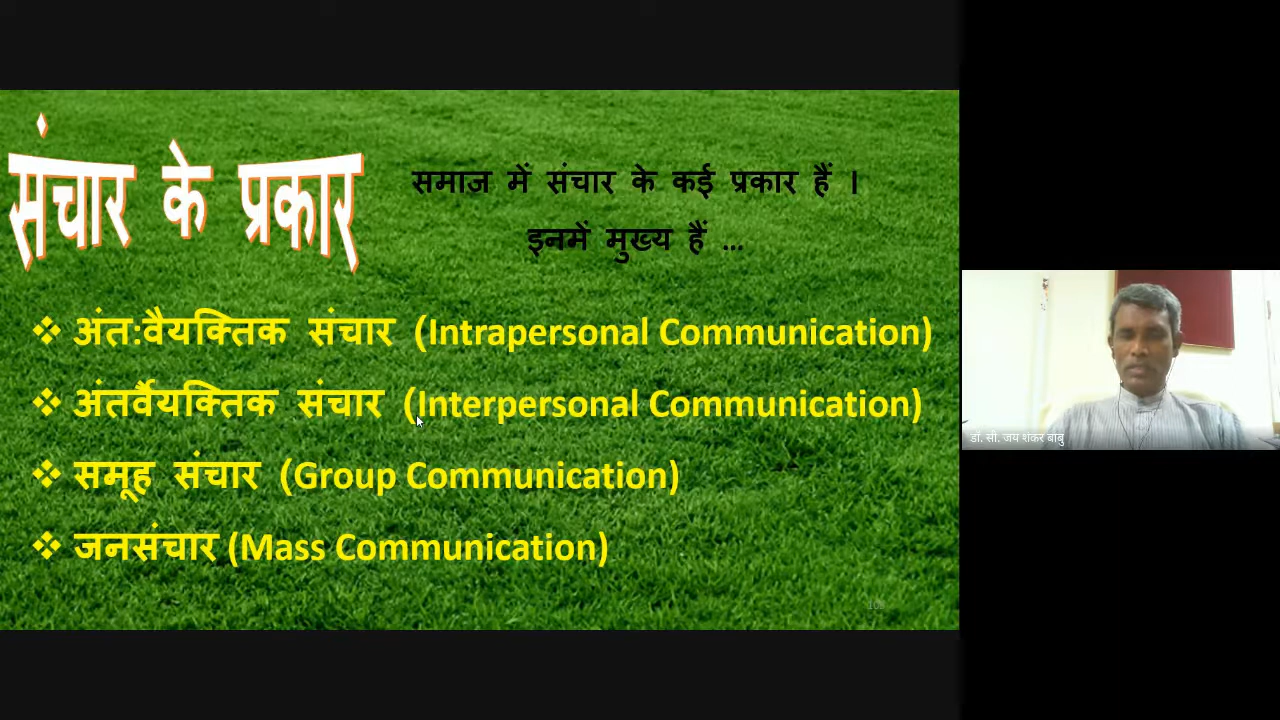 संचार के प्रकार
समाज में संचार के कई प्रकार हैं ।
इनमें मुख्य हैं ...
❖ अंत:वैयक्तिक संचार (Intrapersonal Communication)
❖ अंतर्वैयक्तिक संचार (Interpersonal Communication)
❖ समूह संचार (Group Communication)
❖ जनसंचार (Mass Communication)
डॉ. सी. जय शंकर बाबु